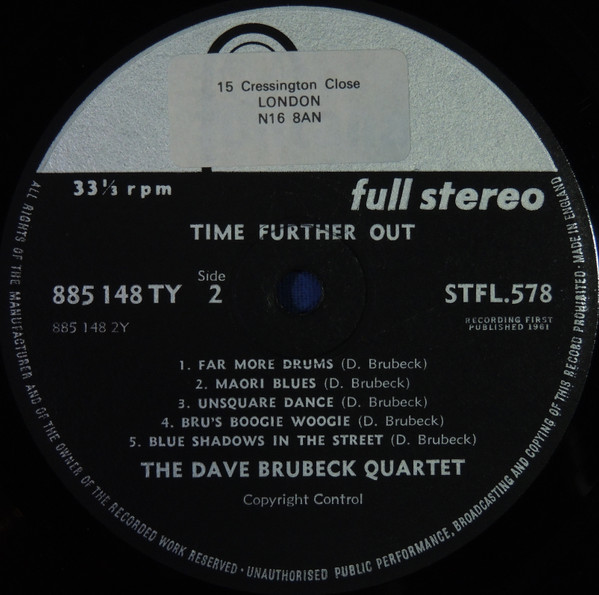 15 Cressington Close
LONDON
N16 8AN
33⅓ rpm
full stereo
TIME FURTHER OUT
885 148 TY
Side
2
STFL.578
885 148 2Y
RECORDING FIRST
PUBLISHED 1961
1. FAR MORE DRUMS (D. Brubeck)
2. MAORI BLUES (D. Brubeck)
3. UNSQUARE DANCE (D. Brubeck)
4. BRU'S BOOGIE WOOGIE (D. Brubeck)
5. BLUE SHADOWS IN THE STREET (D. Brubeck)
THE DAVE BRUBECK QUARTET
Copyright Control
ALL RIGHTS OF THE MANUFACTURER AND OF THE OWNER OF THE RECORDED WORK RESERVED · UNAUTHORISED PUBLIC PERFORMANCE, BROADCASTING AND COPYING OF THIS RECORD PROHIBITED · MADE IN ENGLAND